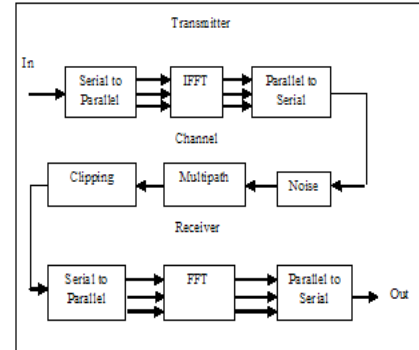 Transmitter
In
Serial to
Parallel
IFFT
Parallel to
Serial
Channel
Clipping
Multipath
Noise
Receiver
Serial to
Parallel
FFT
Parallel to
Serial
Out